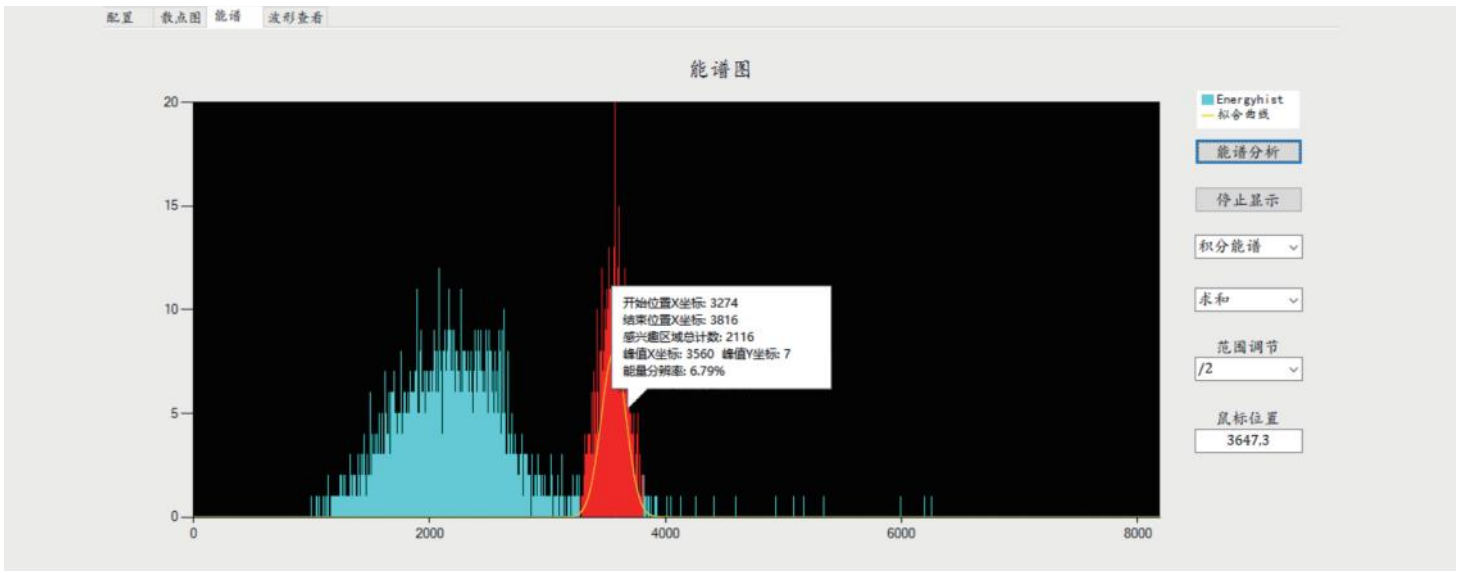 配置 散点图 能谱 波形查看
能谱图
20
15
10
5
0
0 2000 4000 6000 8000
开始位置X坐标: 3274
结束位置X坐标: 3816
感兴趣区域总计数: 2116
峰值X坐标: 3560 峰值Y坐标: 7
能量分辨率: 6.79%
Energyhist
拟合曲线
能谱分析
停止显示
积分能谱
求和
范围调节
/2
鼠标位置
3647.3